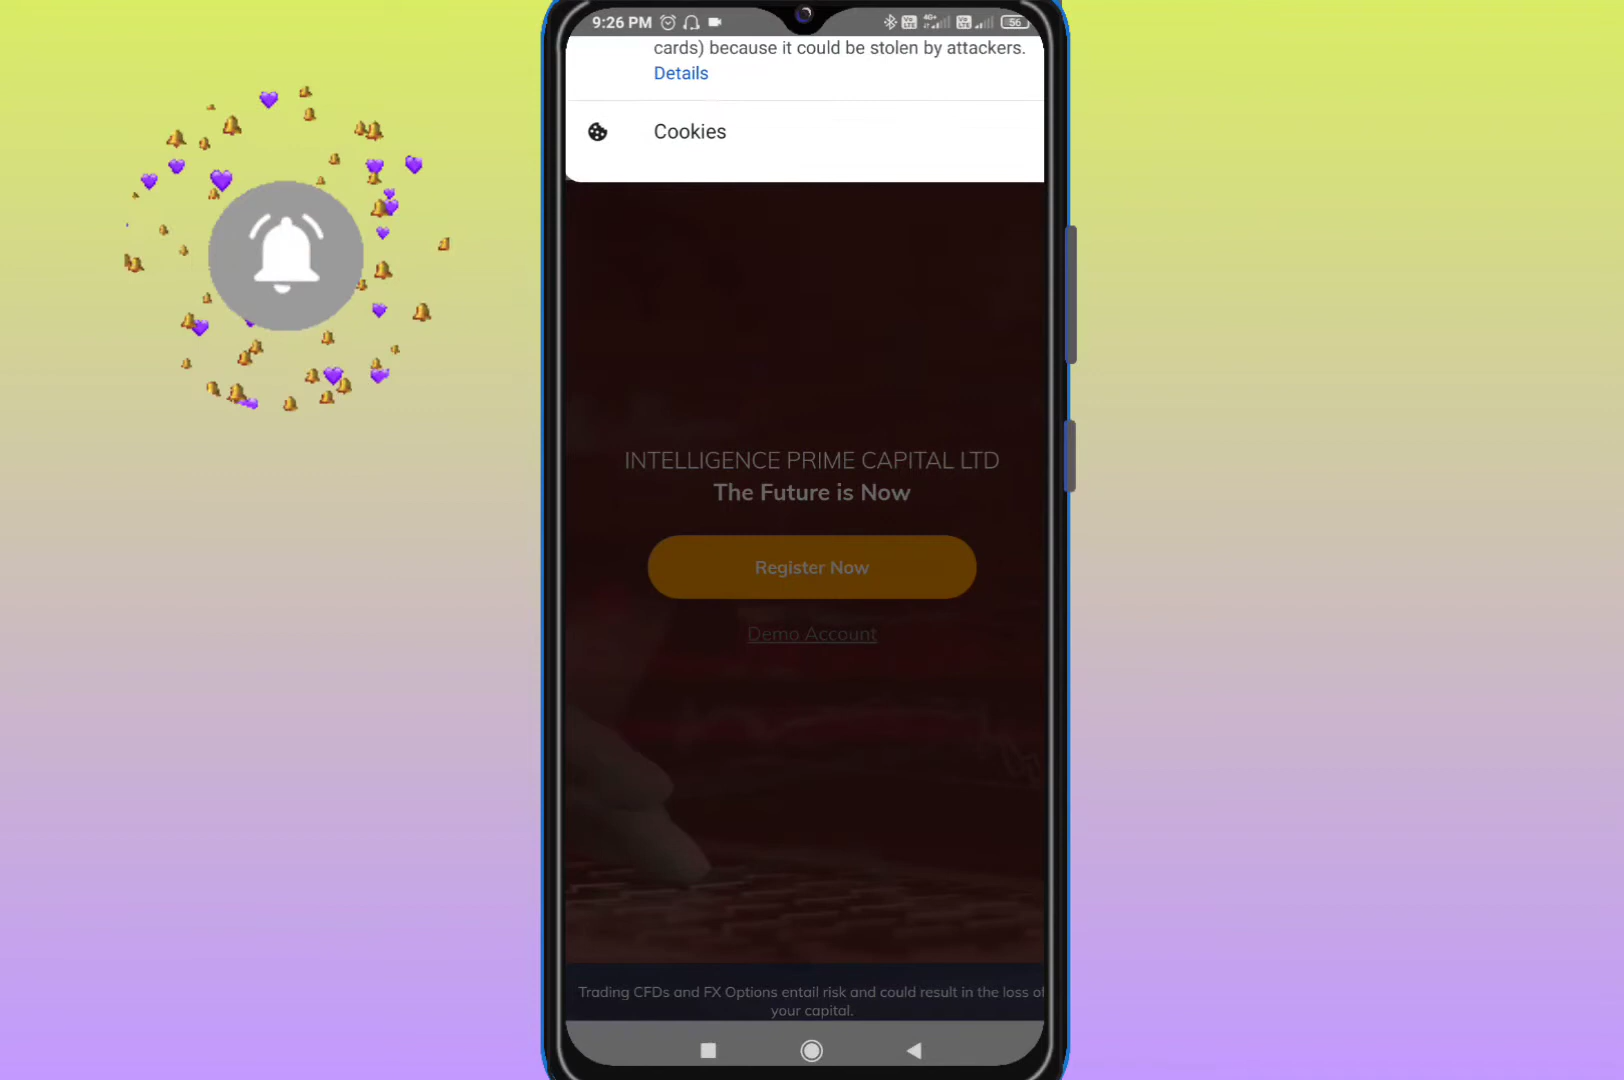 9:26 PM
4G+
56
cards) because it could be stolen by attackers.
Details
Cookies
INTELLIGENCE PRIME CAPITAL LTD
The Future is Now
Register Now
Demo Account
Trading CFDs and FX Options entail risk and could result in the loss of
your capital.